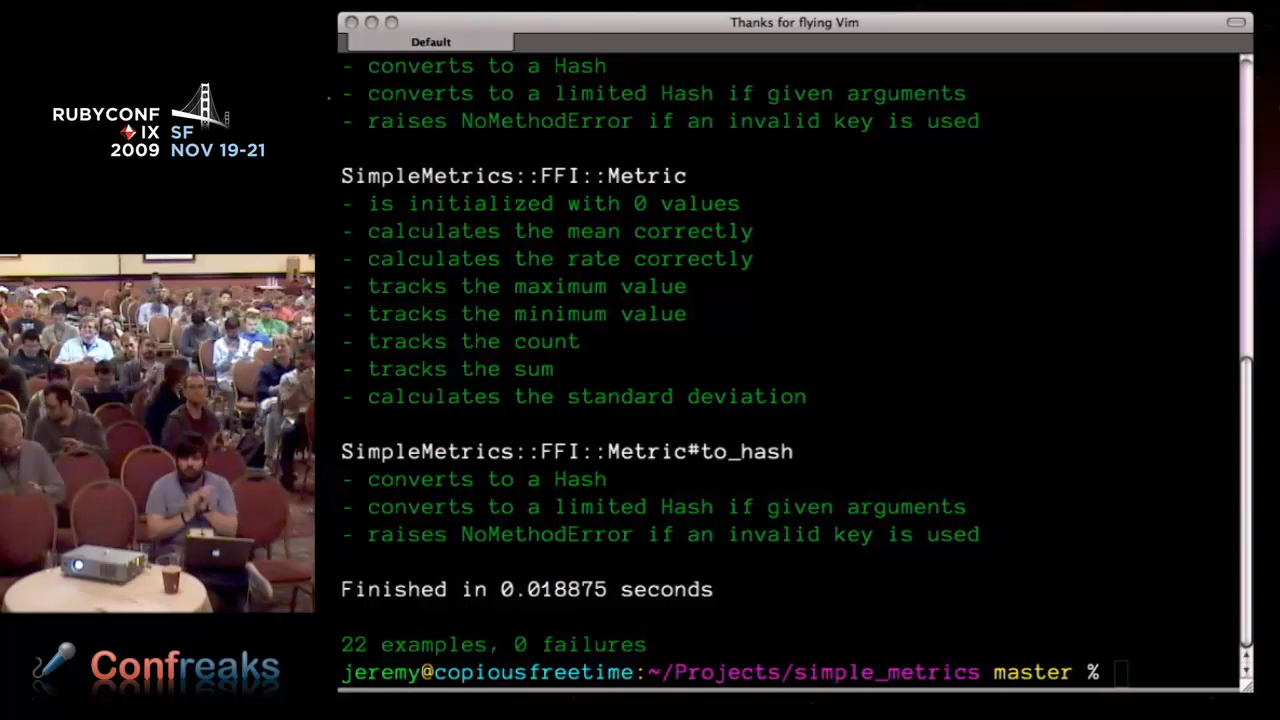 RUBYCONF
IX SF
2009 NOV 19-21
Confreaks
Thanks for flying Vim
Default
- converts to a Hash
- converts to a limited Hash if given arguments
- raises NoMethodError if an invalid key is used
SimpleMetrics::FFI::Metric
- is initialized with 0 values
- calculates the mean correctly
- calculates the rate correctly
- tracks the maximum value
- tracks the minimum value
- tracks the count
- tracks the sum
- calculates the standard deviation
SimpleMetrics::FFI::Metric#to_hash
- converts to a Hash
- converts to a limited Hash if given arguments
- raises NoMethodError if an invalid key is used
Finished in 0.018875 seconds
22 examples, 0 failures
jeremy@copiousfreetime:~/Projects/simple_metrics master %